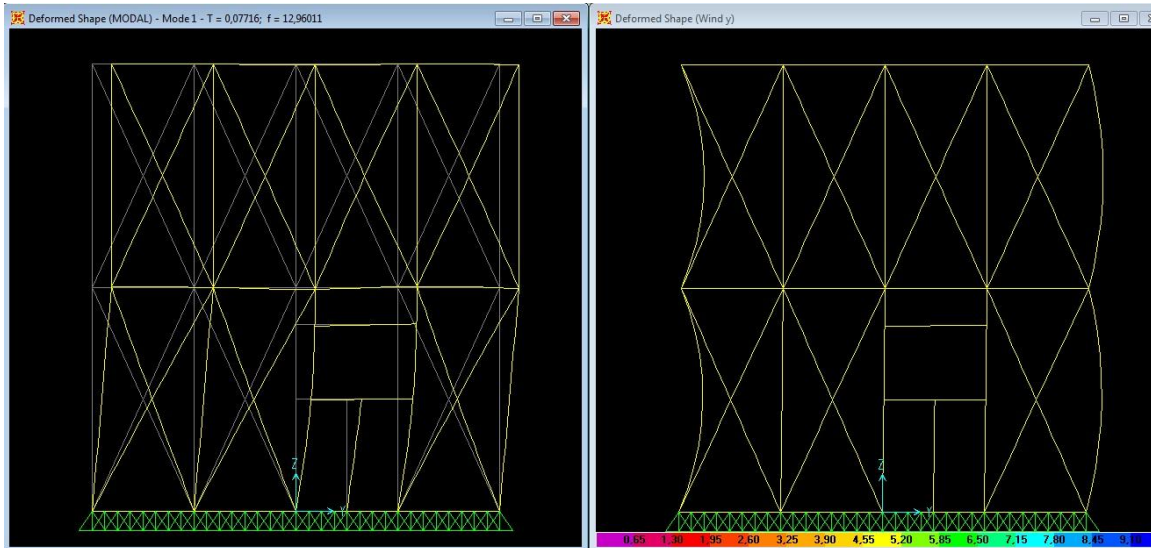 Deformed Shape (MODAL) - Mode 1 - T = 0,07716; f = 12,96011
Deformed Shape (Wind y)
Z
Y
Z
0,65 1,30 1,95 2,60 3,25 3,90 4,55 5,20 5,85 6,50 7,15 7,80 8,45 9,10